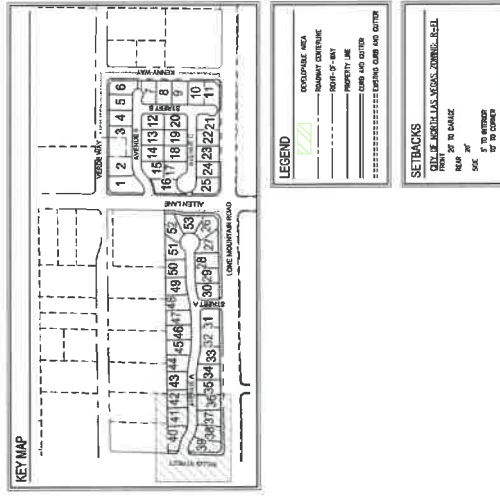 KEY MAP
VERDE WAY
KENNY WAY
1 2 3 4 5 6
AVENUE B
STREET B
7
8
9
10
11
14 13 12
15
16 17 18 19 20
AVENUE C
25 24 23 22 21
ALLEN LANE
LONE MOUNTAIN ROAD
40 41 42 43 44 45 46 47 48 49 50 51 52
53
AVENUE A
39 38 37 36 35 34 33 32 31
STREET A
30 29 28 27 26
LEGEND
DEVELOPABLE AREA
ROADWAY CENTERLINE
RIGHT-OF-WAY
PROPERTY LINE
CURB AND GUTTER
EXISTING CURB AND GUTTER
SETBACKS
CITY OF NORTH LAS VEGAS ZONING: R-EL
FRONT 20' TO GARAGE
REAR
SIDE 5' TO INTERIOR
10' TO CORNER